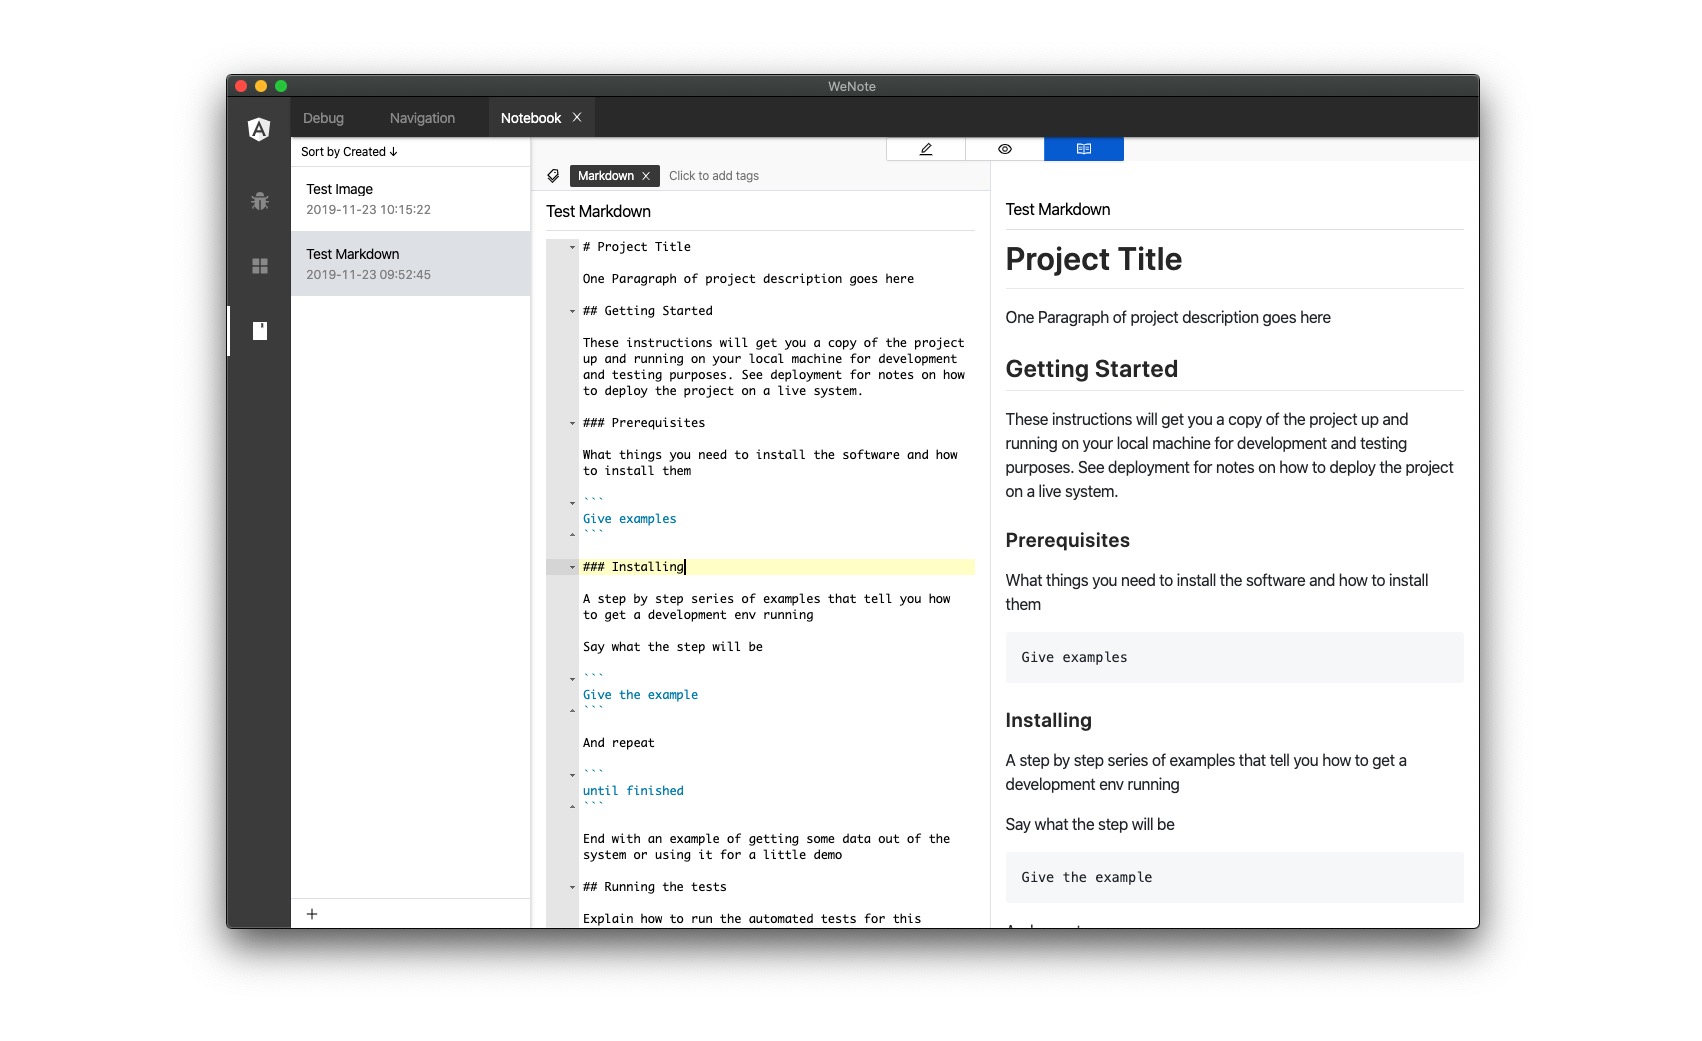 WeNote
Debug
Navigation
Notebook
Sort by Created
Test Image
2019-11-23 10:15:22
Test Markdown
2019-11-23 09:52:45
Markdown
Click to add tags
Test Markdown
# Project Title
One Paragraph of project description goes here
## Getting Started
These instructions will get you a copy of the project
up and running on your local machine for development
and testing purposes. See deployment for notes on how
to deploy the project on a live system.
### Prerequisites
What things you need to install the software and how
to install them
```
Give examples
```
### Installing
A step by step series of examples that tell you how
to get a development env running
Say what the step will be
```
Give the example
```
And repeat
```
until finished
```
End with an example of getting some data out of the
system or using it for a little demo
## Running the tests
Explain how to run the automated tests for this
Test Markdown
Project Title
One Paragraph of project description goes here
Getting Started
These instructions will get you a copy of the project up and
running on your local machine for development and testing
purposes. See deployment for notes on how to deploy the project
on a live system.
Prerequisites
What things you need to install the software and how to install
them
Give examples
Installing
A step by step series of examples that tell you how to get a
development env running
Say what the step will be
Give the example